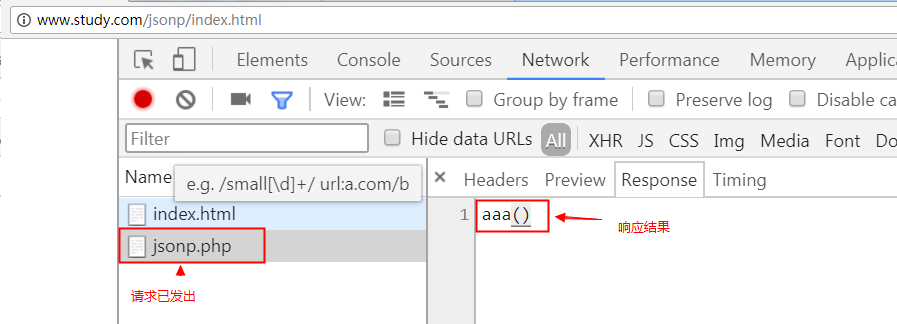 www.study.com/jsonp/index.html
Elements Console Sources Network Performance Memory Applica
View: Group by frame Preserve log Disable ca
Filter Hide data URLs All XHR JS CSS Img Media Font Do
Name e.g. /small[\d]+/ url:a.com/b × Headers Preview Response Timing
index.html 1 aaa() 响应结果
jsonp.php
请求已发出